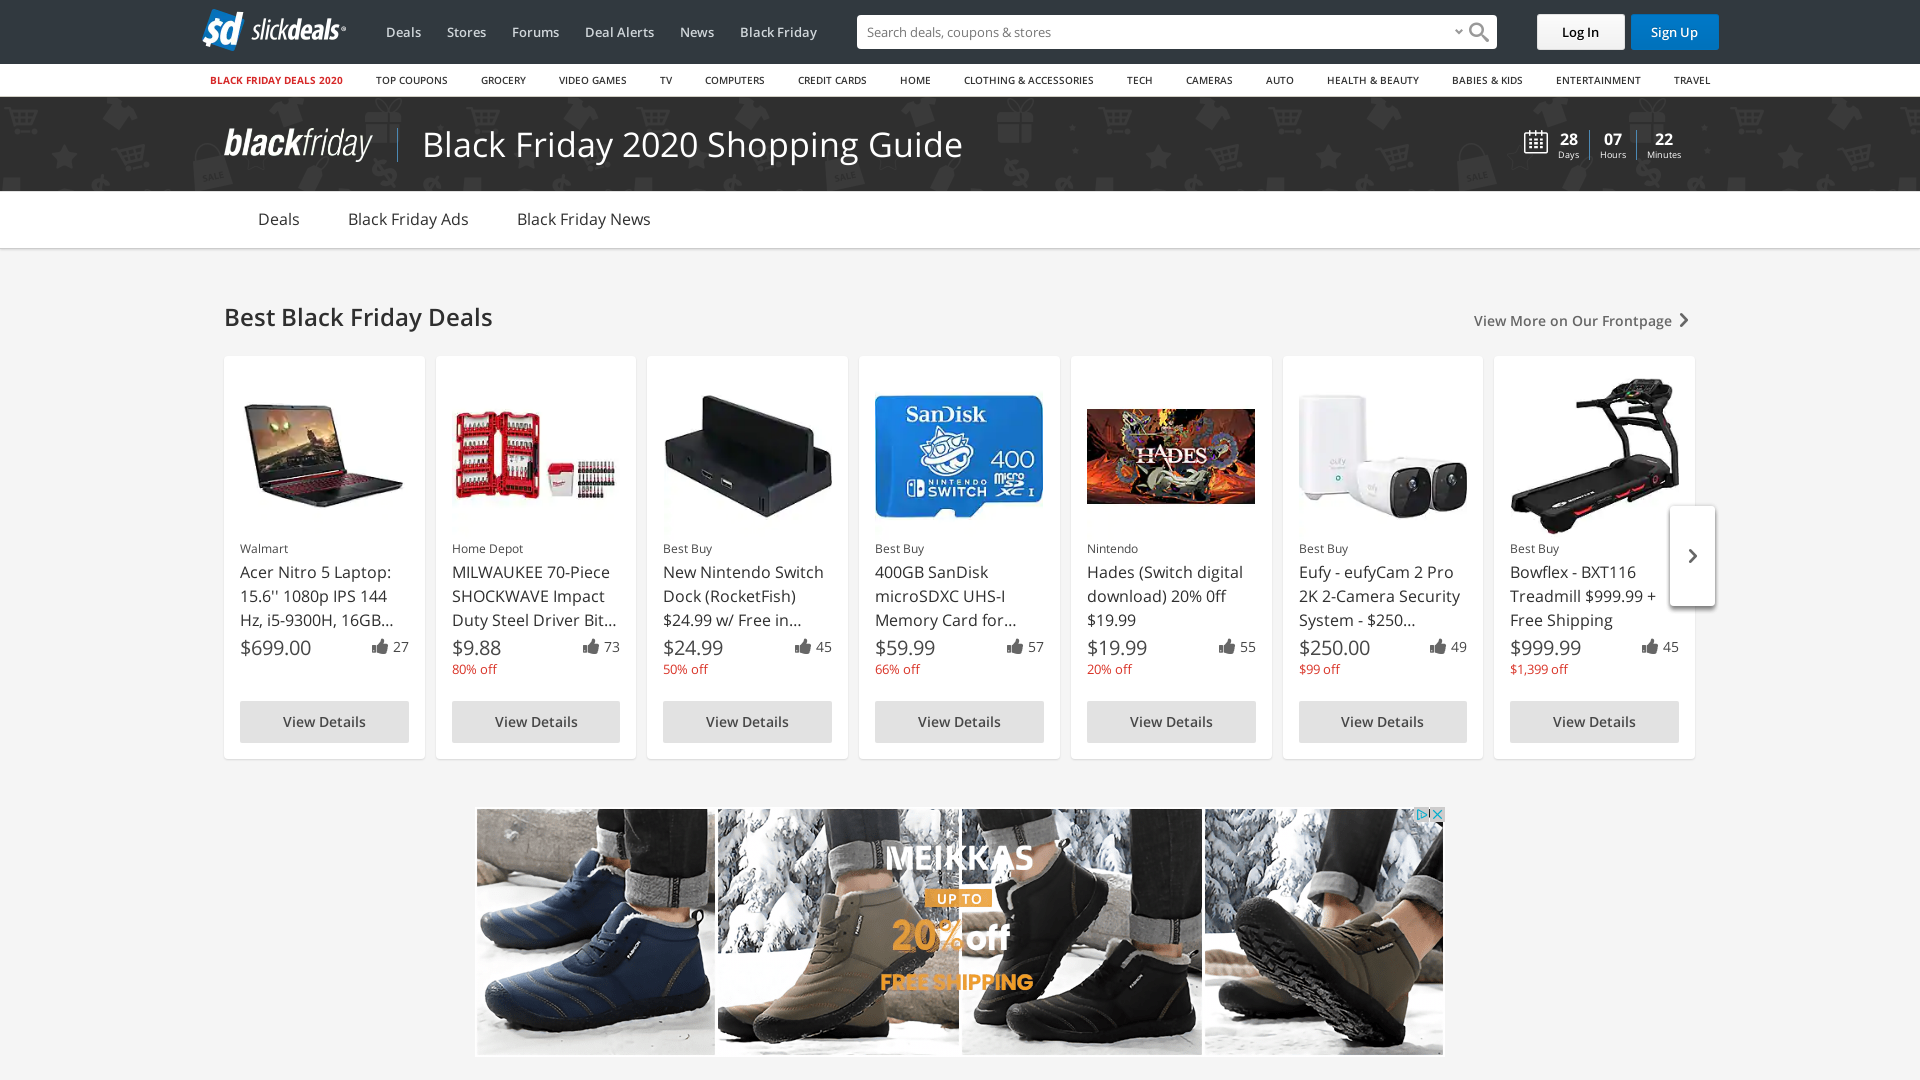 sd slickdeals
Deals Stores Forums Deal Alerts News Black Friday
Search deals, coupons & stores
Log In Sign Up
BLACK FRIDAY DEALS 2020 TOP COUPONS GROCERY VIDEO GAMES TV COMPUTERS CREDIT CARDS HOME CLOTHING & ACCESSORIES TECH CAMERAS AUTO HEALTH & BEAUTY BABIES & KIDS ENTERTAINMENT TRAVEL
blackfriday
Black Friday 2020 Shopping Guide
28 07 22
Days Hours Minutes
Deals Black Friday Ads Black Friday News
Best Black Friday Deals
View More on Our Frontpage
Walmart
Acer Nitro 5 Laptop:
15.6'' 1080p IPS 144
Hz, i5-9300H, 16GB...
$699.00 27
View Details
Home Depot
MILWAUKEE 70-Piece
SHOCKWAVE Impact
Duty Steel Driver Bit...
$9.88 73
80% off
View Details
Best Buy
New Nintendo Switch
Dock (RocketFish)
$24.99 w/ Free in...
$24.99 45
50% off
View Details
SanDisk
400
NINTENDO
SWITCH
micro
SD
XC I
Best Buy
400GB SanDisk
microSDXC UHS-I
Memory Card for...
$59.99 57
66% off
View Details
HADES
Nintendo
Hades (Switch digital
download) 20% 0ff
$19.99
$19.99 55
20% off
View Details
eufy
Best Buy
Eufy - eufyCam 2 Pro
2K 2-Camera Security
System - $250...
$250.00 49
$99 off
View Details
Best Buy
Bowflex - BXT116
Treadmill $999.99 +
Free Shipping
$999.99 45
$1,399 off
View Details
MEIKKAS
UP TO
20% off
FREE SHIPPING